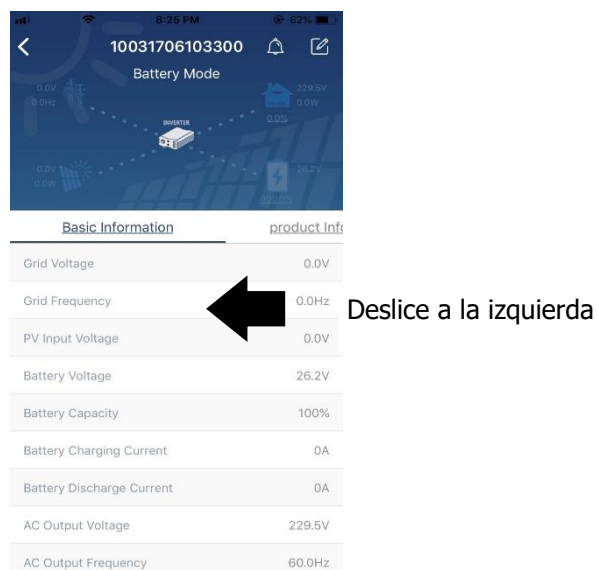 8:25 PM
62%
10031706103300
Battery Mode
0.0V
0.0Hz
229.5V
0.0W
0.0%
INVERTER
0.0V
0.0W
26.2V
100.0%
Basic Information
product Info
Grid Voltage 0.0V
Grid Frequency 0.0Hz
Deslice a la izquierda
PV Input Voltage 0.0V
Battery Voltage 26.2V
Battery Capacity 100%
Battery Charging Current 0A
Battery Discharge Current 0A
AC Output Voltage 229.5V
AC Output Frequency 60.0Hz